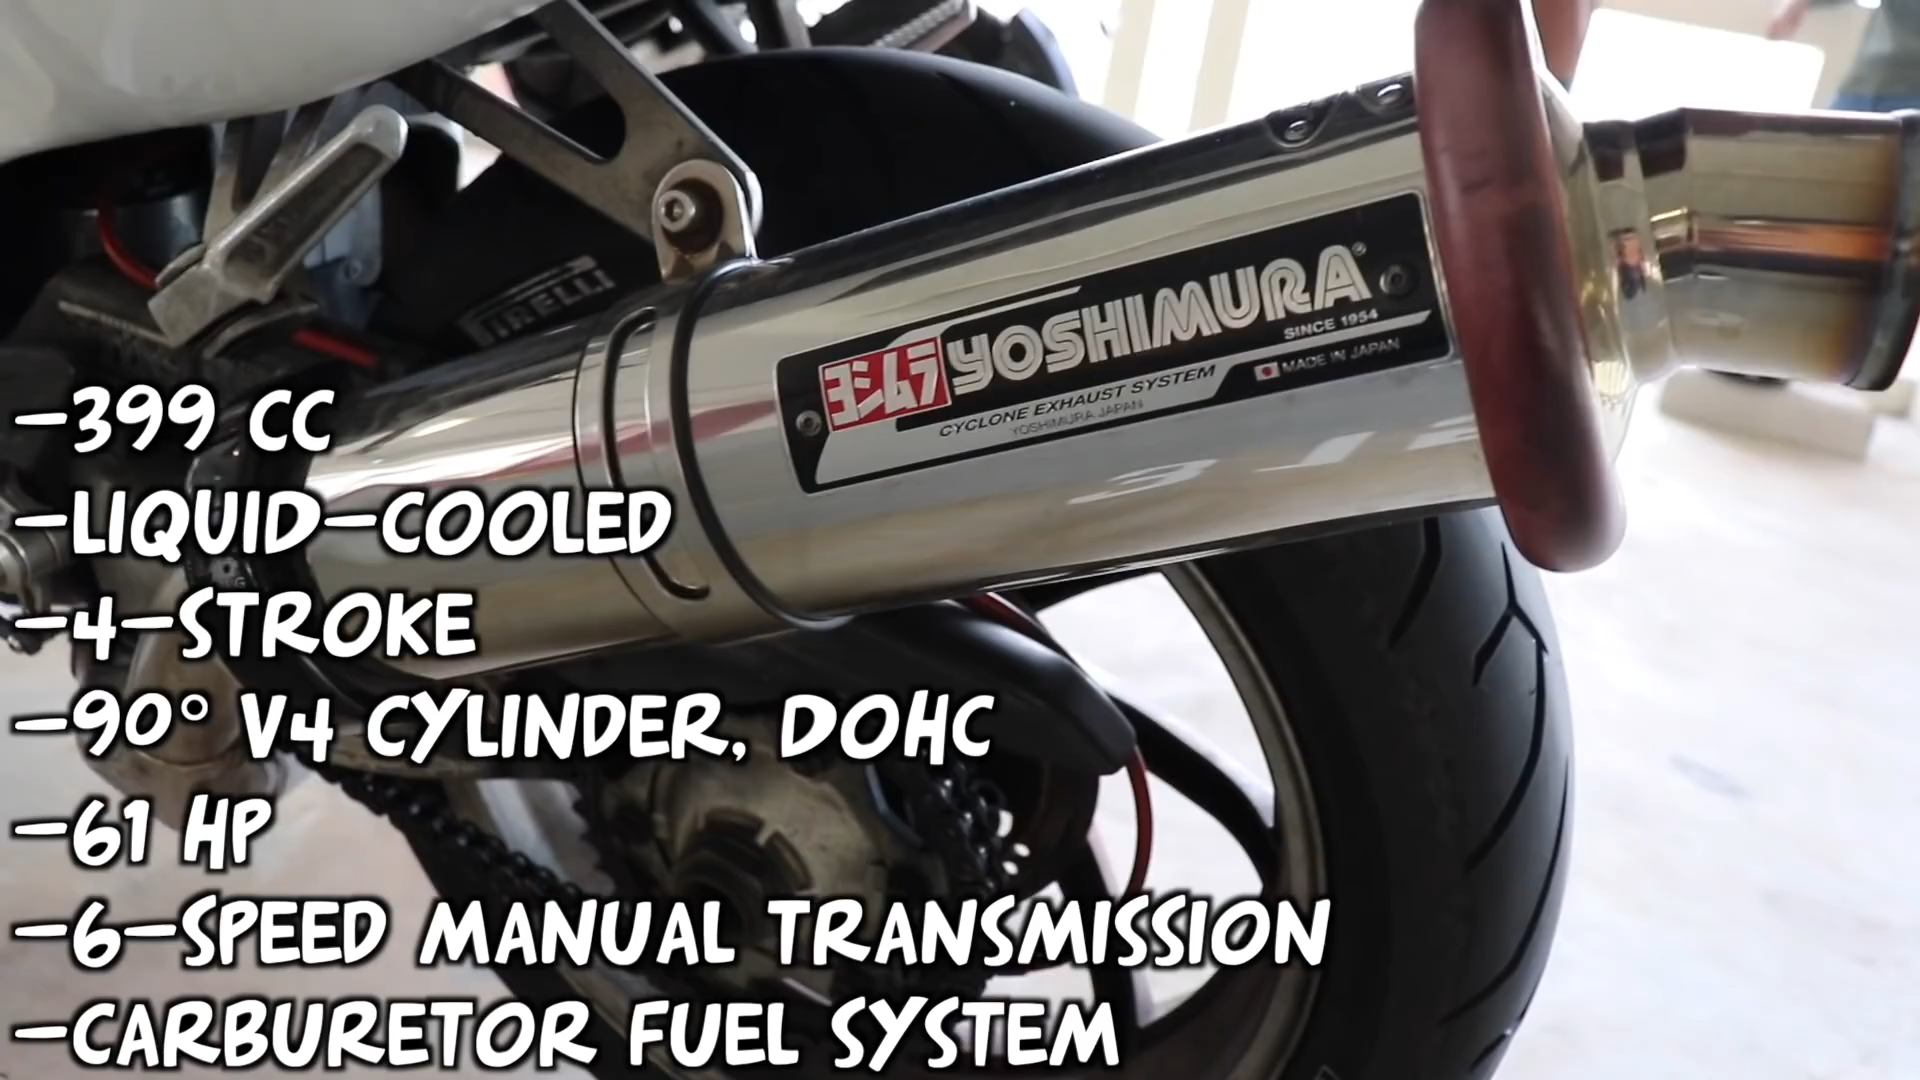 PIRELLI
ヨシムラ YOSHIMURA
SINCE 1954
CYCLONE EXHAUST SYSTEM
MADE IN JAPAN
YOSHIMURA JAPAN
-399 CC
-LIQUID-COOLED
-4-STROKE
-90° V4 CYLINDER, DOHC
-61 HP
-6-SPEED MANUAL TRANSMISSION
-CARBURETOR FUEL SYSTEM